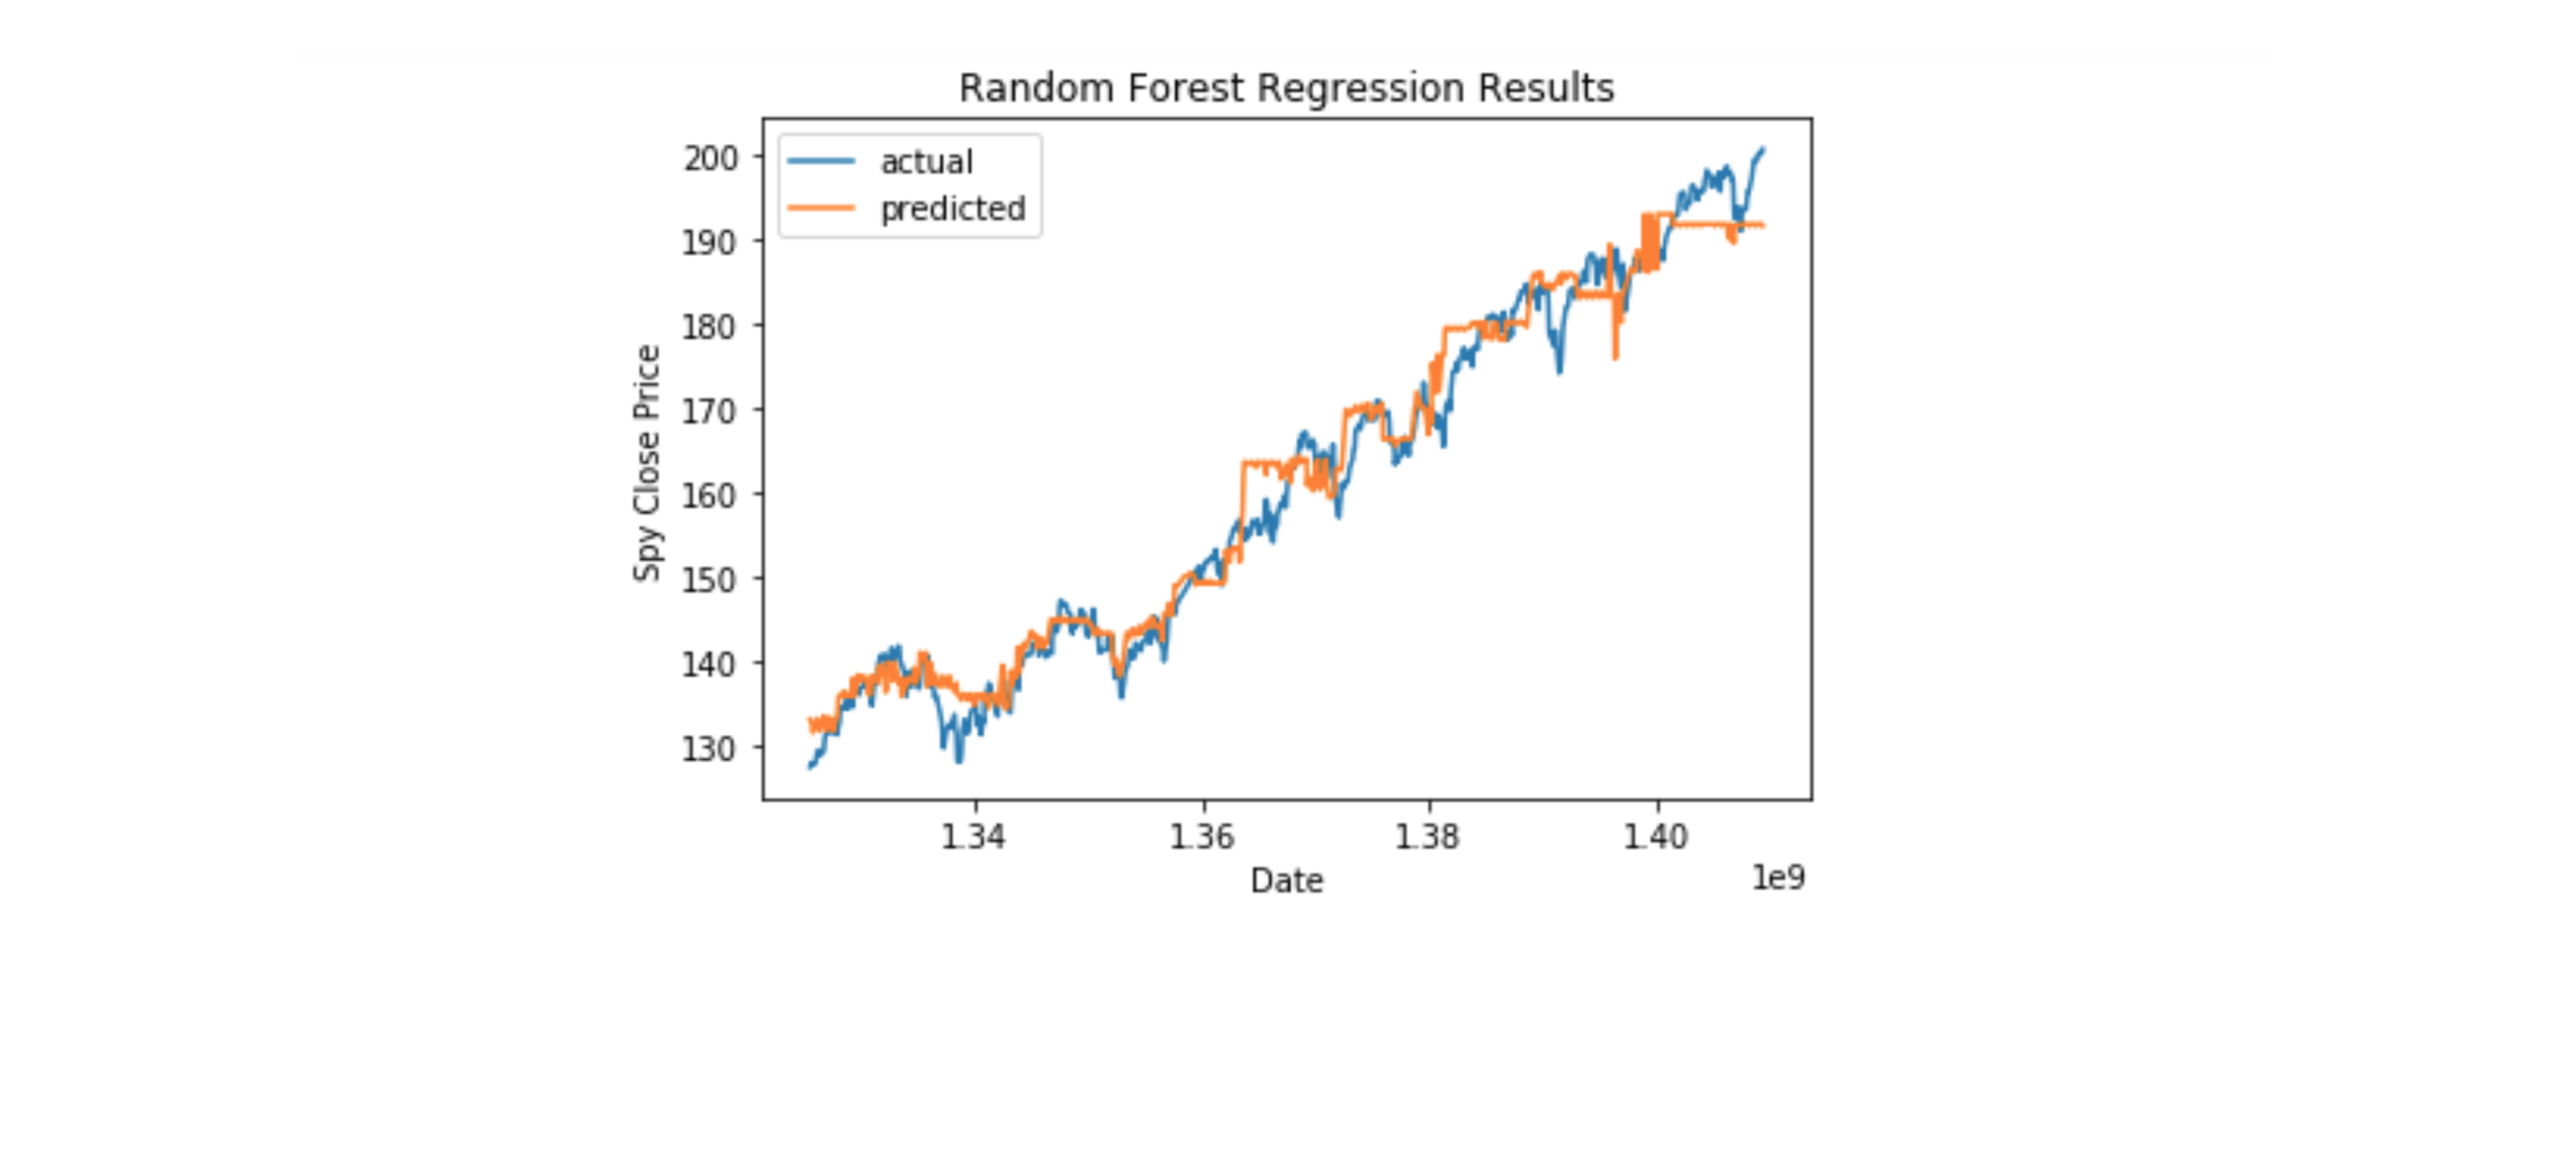 Random Forest Regression Results
actual
predicted
200
190
180
170
160
150
140
130
Spy Close Price
1.34
1.36
1.38
1.40
Date
1e9